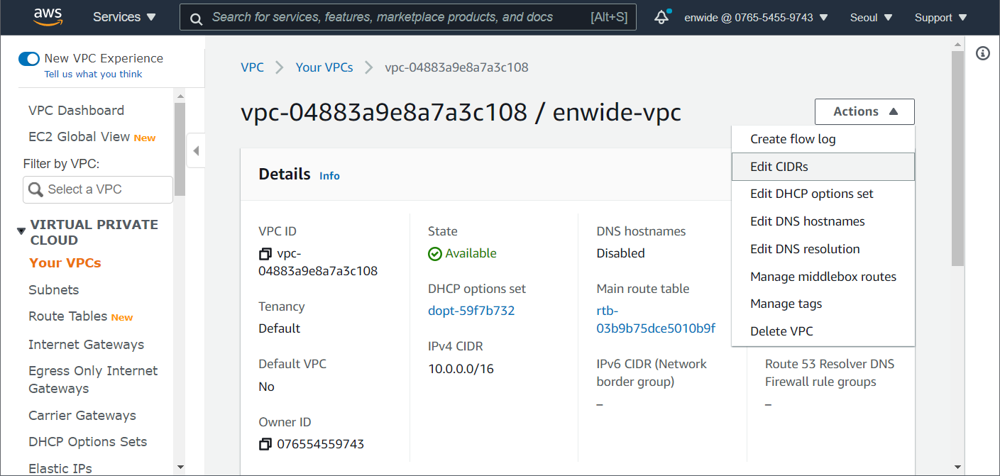 aws
Services
Search for services, features, marketplace products, and docs
[Alt+S]
enwide @ 0765-5455-9743
Seoul
Support
New VPC Experience
Tell us what you think
VPC Dashboard
EC2 Global View New
Filter by VPC:
Select a VPC
VIRTUAL PRIVATE
CLOUD
Your VPCs
Subnets
Route Tables New
Internet Gateways
Egress Only Internet
Gateways
Carrier Gateways
DHCP Options Sets
Elastic IPs
VPC
Your VPCs
vpc-04883a9e8a7a3c108
vpc-04883a9e8a7a3c108 / enwide-vpc
Actions
Create flow log
Edit CIDRs
Edit DHCP options set
Edit DNS hostnames
Edit DNS resolution
Manage middlebox routes
Manage tags
Delete VPC
Details Info
VPC ID
vpc-
04883a9e8a7a3c108
Tenancy
Default
Default VPC
No
Owner ID
076554559743
State
Available
DHCP options set
dopt-59f7b732
IPv4 CIDR
10.0.0.0/16
DNS hostnames
Disabled
Main route table
rtb-
03b9b75dce5010b9f
IPv6 CIDR (Network
border group)
–
Route 53 Resolver DNS
Firewall rule groups
–